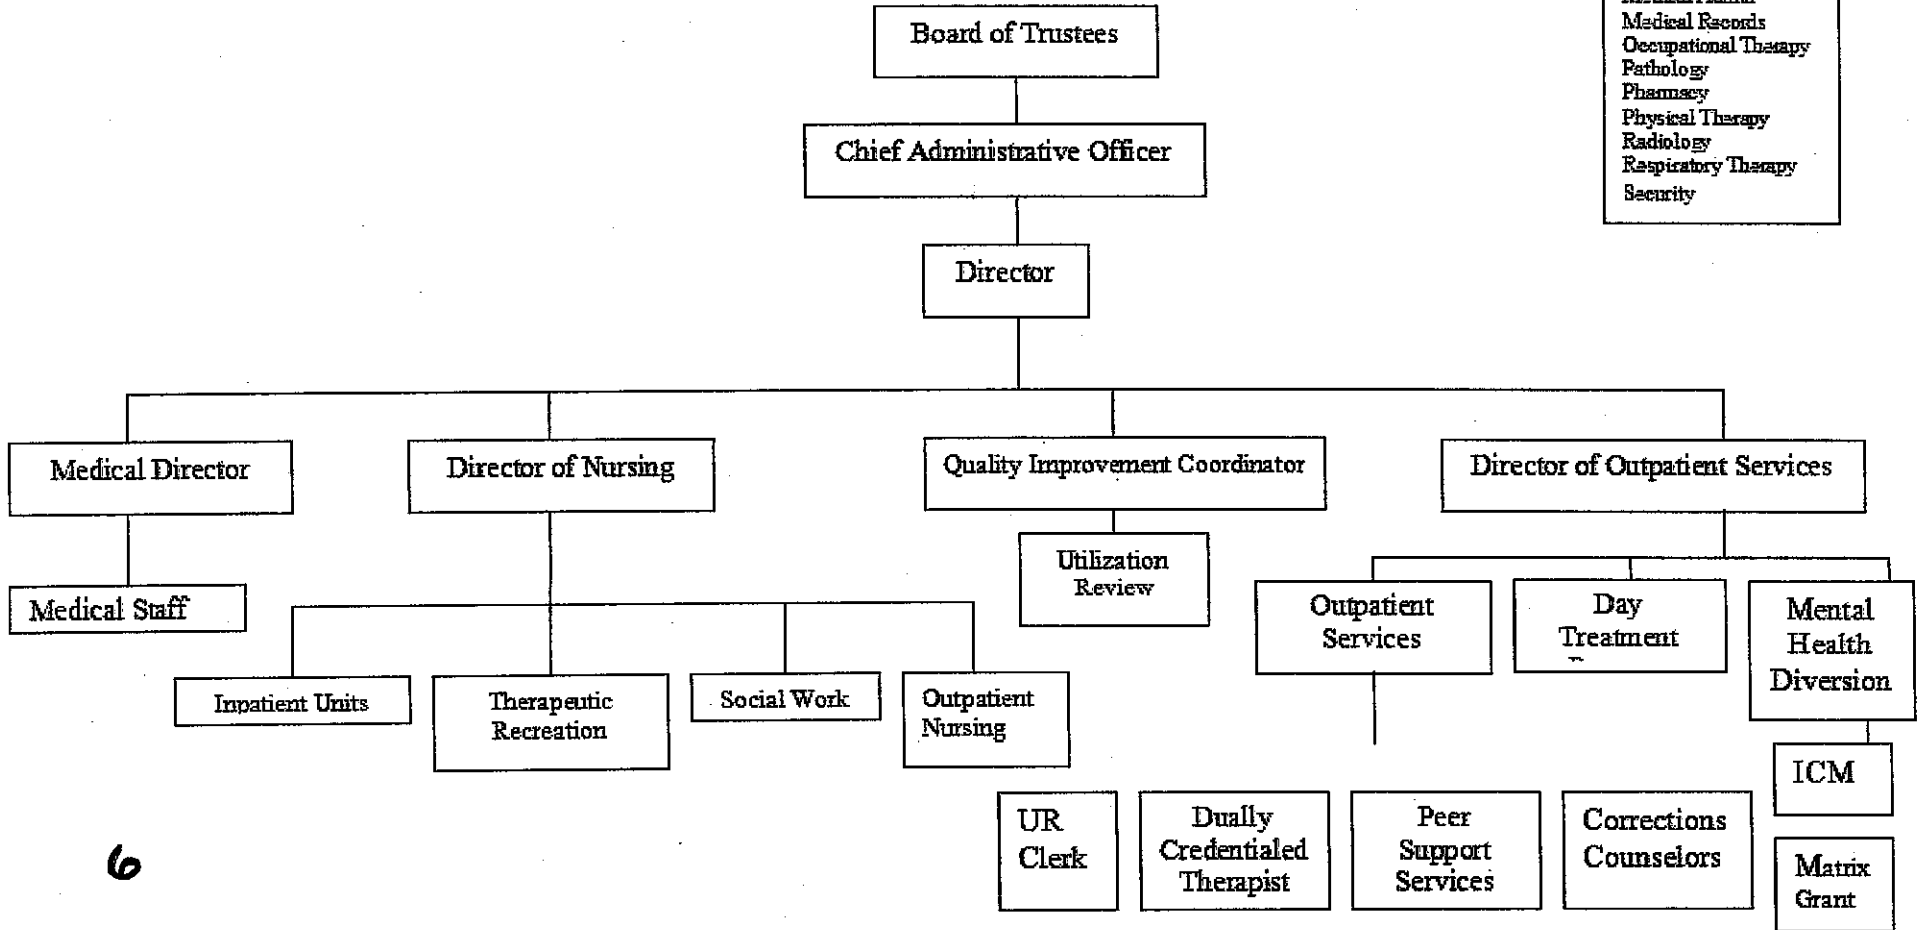 Board of Trustees
Medical Records
Occupational Therapy
Pathology
Pharmacy
Physical Therapy
Radiology
Respiratory Therapy
Security
Chief Administrative Officer
Director
Medical Director
Director of Nursing
Quality Improvement Coordinator
Director of Outpatient Services
Medical Staff
Utilization
Review
Outpatient
Services
Day
Treatment
Mental
Health
Diversion
Inpatient Units
Therapeutic
Recreation
Social Work
Outpatient
Nursing
ICM
UR
Clerk
Dually
Credentialed
Therapist
Peer
Support
Services
Corrections
Counselors
Matrix
Grant
6